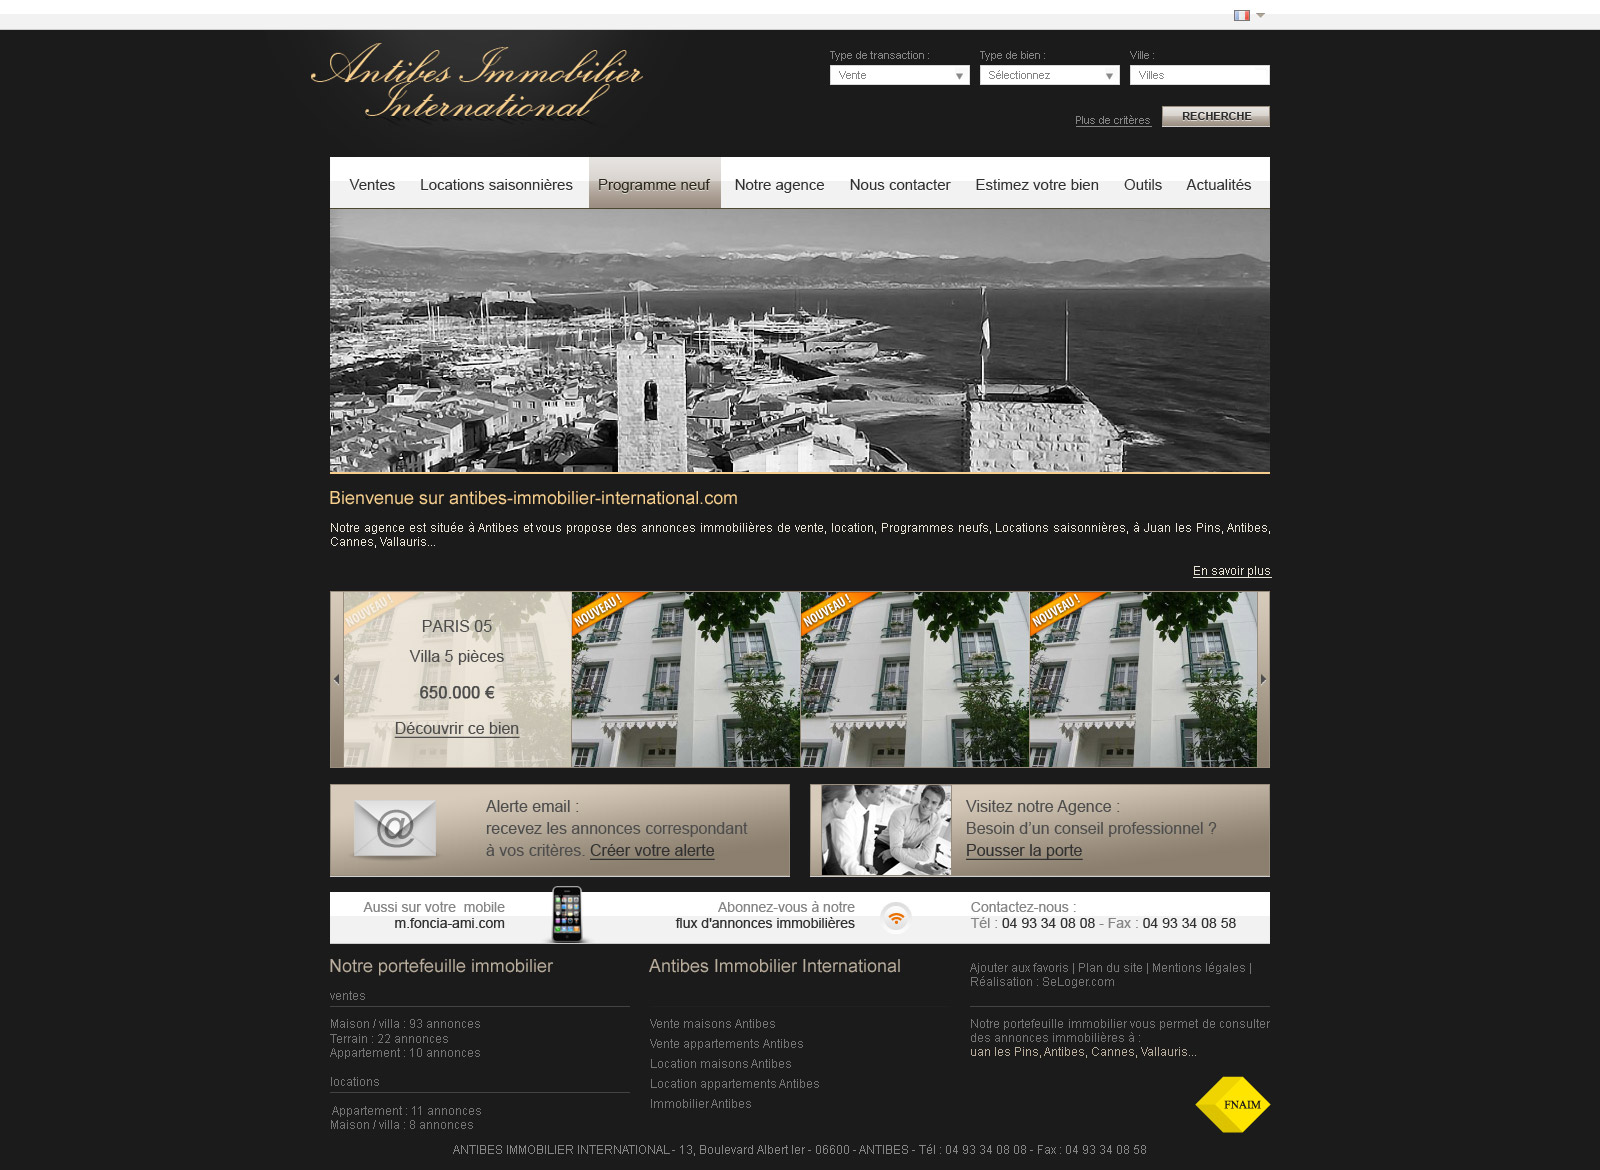 Antibes Immobilier
International
Type de transaction :
Type de bien :
Ville :
Vente
Sélectionnez
Villes
Plus de critères
RECHERCHE
Ventes
Locations saisonnières
Programme neuf
Notre agence
Nous contacter
Estimez votre bien
Outils
Actualités
Bienvenue sur antibes-immobilier-international.com
Notre agence est située à Antibes et vous propose des annonces immobilières de vente, location, Programmes neufs, Locations saisonnières, à Juan les Pins, Antibes,
Cannes, Vallauris...
En savoir plus
NOUVEAU !
PARIS 05
Villa 5 pièces
650.000 €
Découvrir ce bien
NOUVEAU !
NOUVEAU !
NOUVEAU !
@
Alerte email :
recevez les annonces correspondant
à vos critères. Créer votre alerte
Visitez notre Agence :
Besoin d'un conseil professionnel ?
Pousser la porte
Aussi sur votre mobile
m.foncia-ami.com
Abonnez-vous à notre
flux d'annonces immobilières
Contactez-nous :
Tél : 04 93 34 08 08 - Fax : 04 93 34 08 58
Notre portefeuille immobilier
ventes
Maison / villa : 93 annonces
Terrain : 22 annonces
Appartement : 10 annonces
locations
Appartement : 11 annonces
Maison / villa : 8 annonces
Antibes Immobilier International
Vente maisons Antibes
Vente appartements Antibes
Location maisons Antibes
Location appartements Antibes
Immobilier Antibes
Ajouter aux favoris | Plan du site | Mentions légales |
Réalisation : SeLoger.com
Notre portefeuille immobilier vous permet de consulter
des annonces immobilières à :
uan les Pins, Antibes, Cannes, Vallauris...
FNAIM
ANTIBES IMMOBILIER INTERNATIONAL - 13, Boulevard Albert Ier - 06600 - ANTIBES - Tél : 04 93 34 08 08 - Fax : 04 93 34 08 58